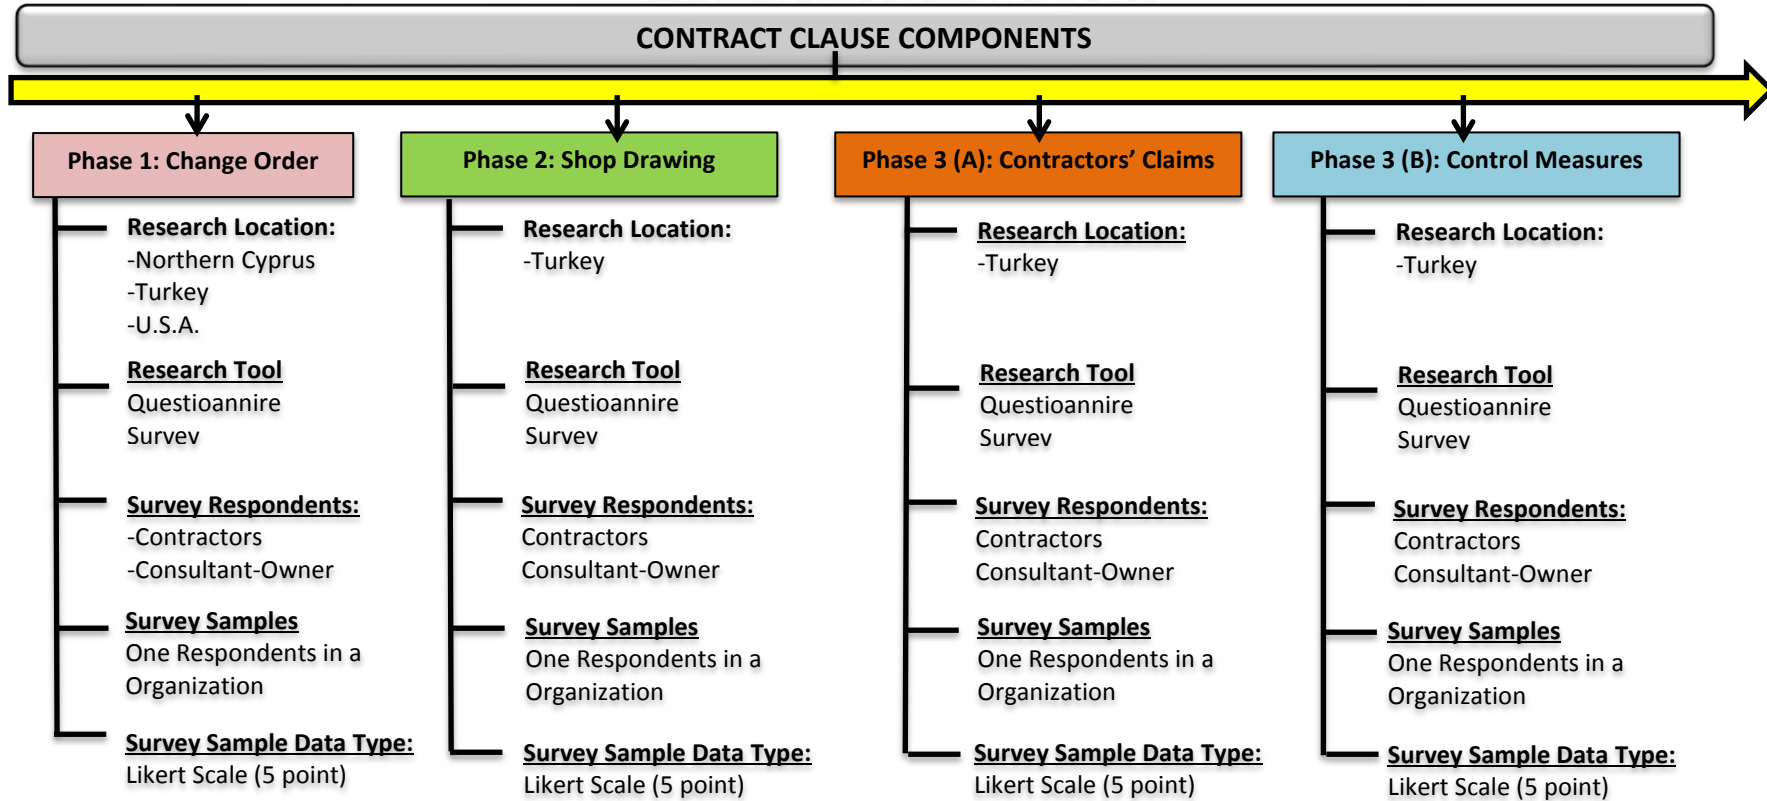 CONTRACT CLAUSE COMPONENTS
Phase 1: Change Order
Research Location:
-Northern Cyprus
-Turkey
-U.S.A.
Research Tool
Questioannire
Survey
Survey Respondents:
-Contractors
-Consultant-Owner
Survey Samples
One Respondents in a
Organization
Survey Sample Data Type:
Likert Scale (5 point)
Phase 2: Shop Drawing
Research Location:
-Turkey
Research Tool
Questioannire
Survey
Survey Respondents:
Contractors
Consultant-Owner
Survey Samples
One Respondents in a
Organization
Survey Sample Data Type:
Likert Scale (5 point)
Phase 3 (A): Contractors’ Claims
Research Location:
-Turkey
Research Tool
Questioannire
Survey
Survey Respondents:
Contractors
Consultant-Owner
Survey Samples
One Respondents in a
Organization
Survey Sample Data Type:
Likert Scale (5 point)
Phase 3 (B): Control Measures
Research Location:
-Turkey
Research Tool
Questioannire
Survey
Survey Respondents:
Contractors
Consultant-Owner
Survey Samples
One Respondents in a
Organization
Survey Sample Data Type:
Likert Scale (5 point)